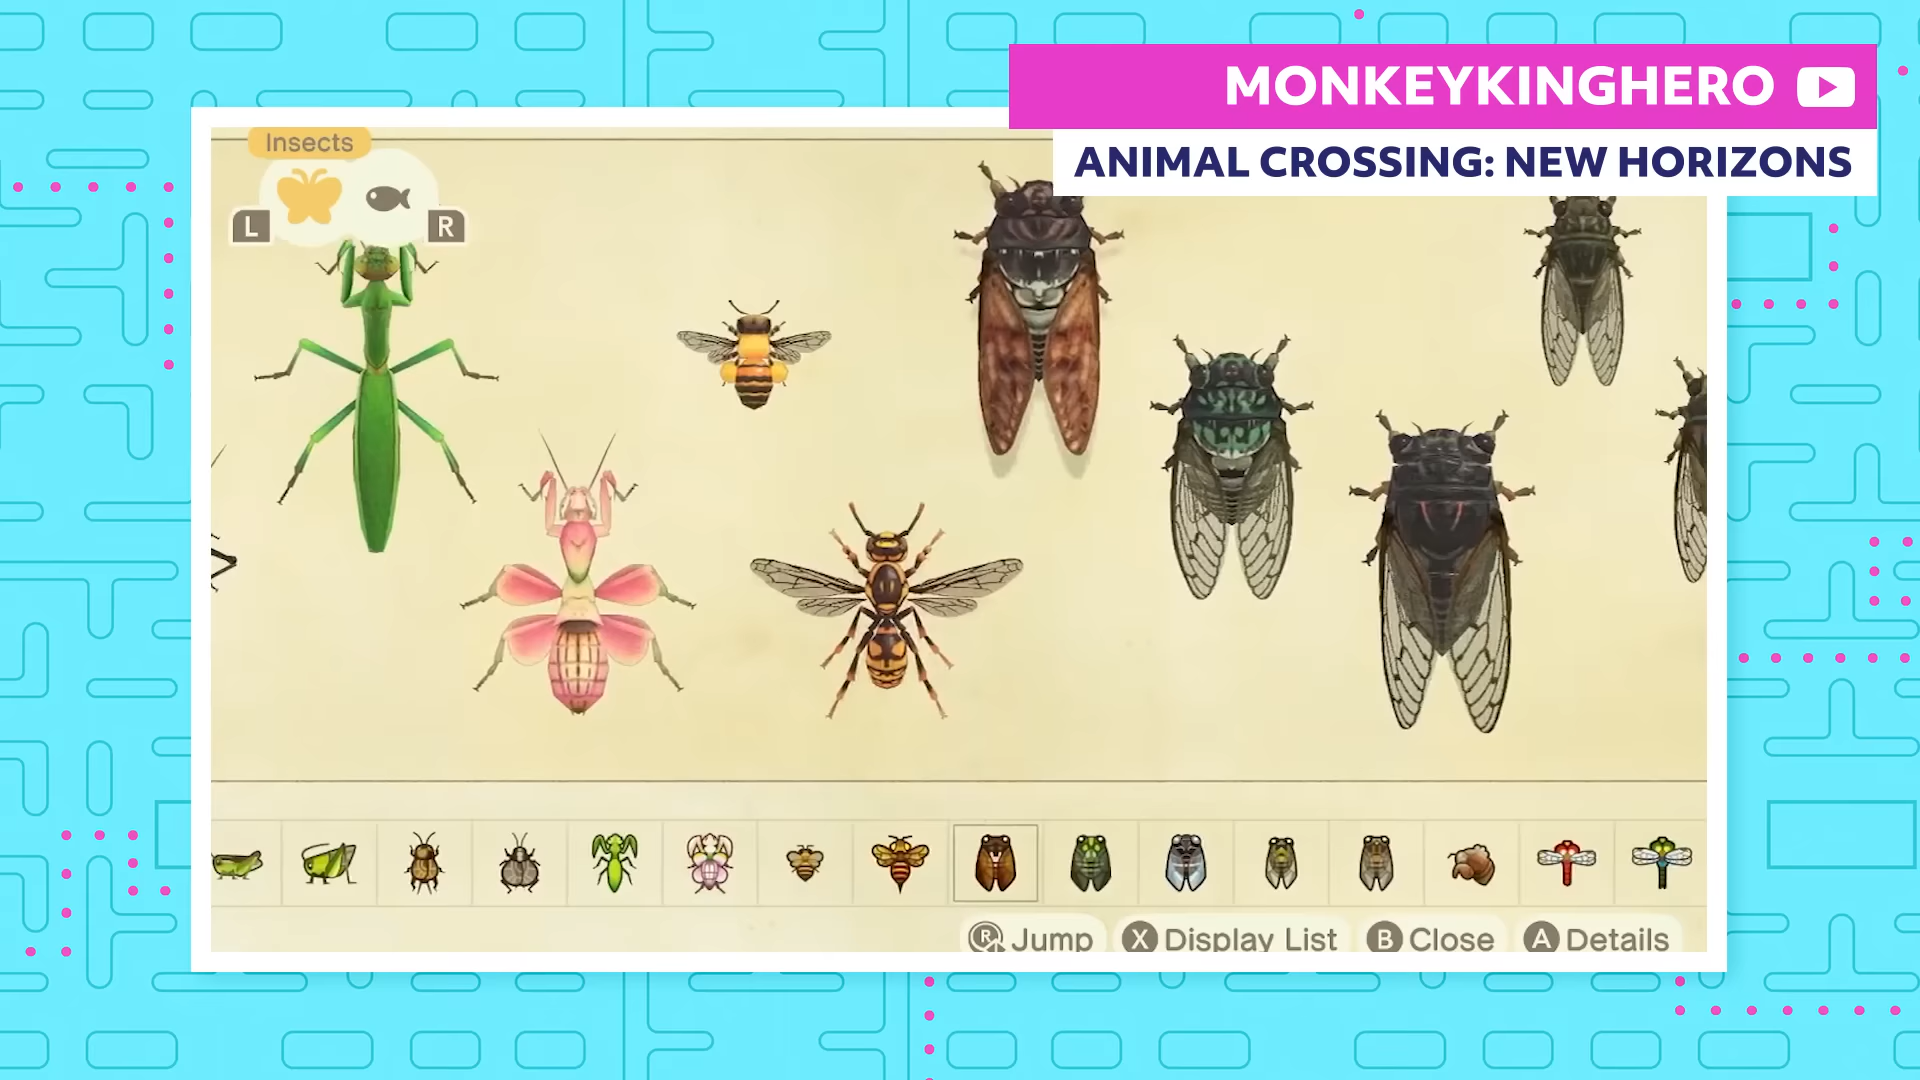 MONKEYKINGHERO
ANIMAL CROSSING: NEW HORIZONS
Insects
L R
R Jump X Display List B Close A Details